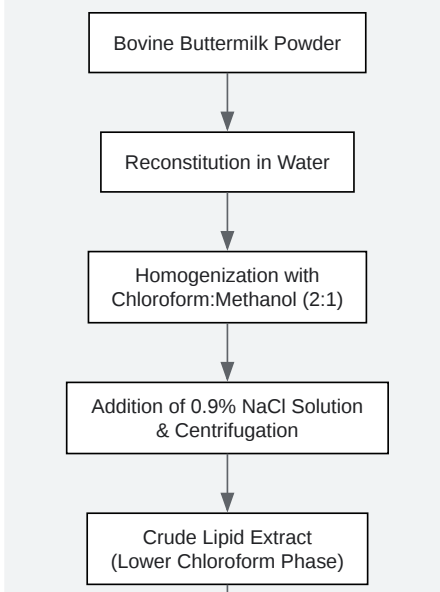 Bovine Buttermilk Powder
Reconstitution in Water
Homogenization with
Chloroform:Methanol (2:1)
Addition of 0.9% NaCl Solution
& Centrifugation
Crude Lipid Extract
(Lower Chloroform Phase)